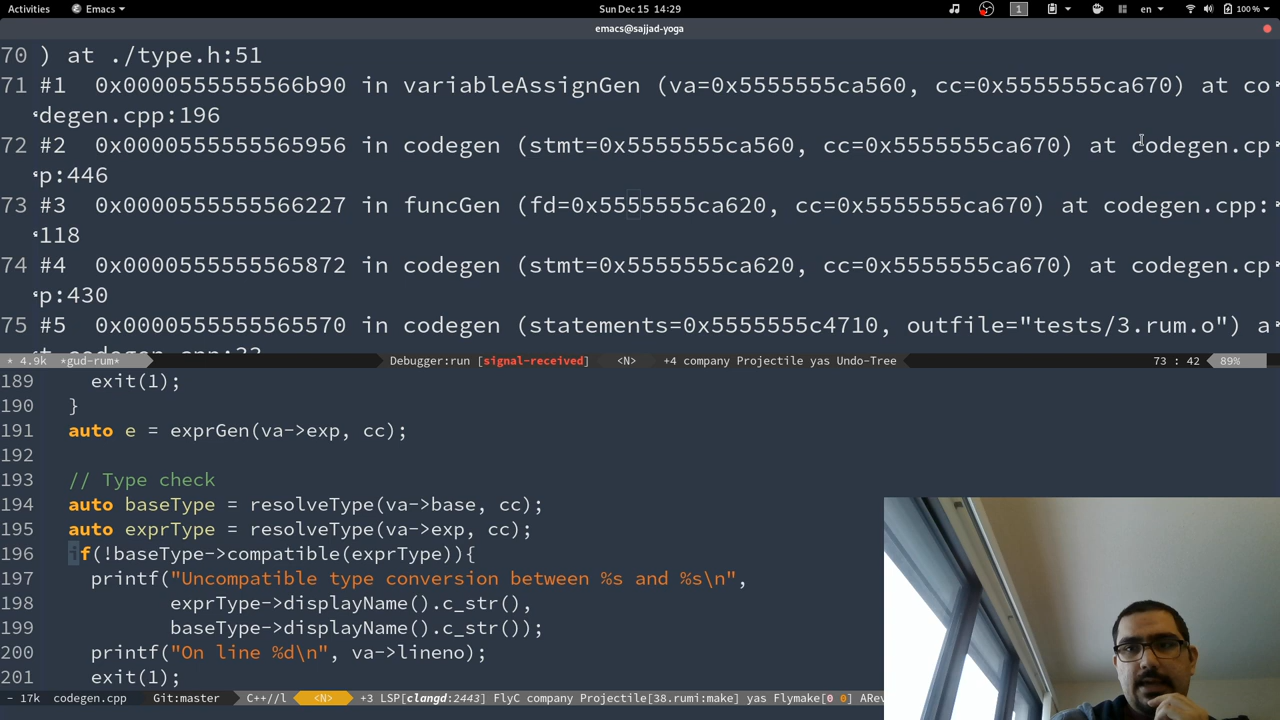 Activities Emacs Sun Dec 15 14:29 1 en 100 %
emacs@sajjad-yoga
70 ) at ./type.h:51
71 #1 0x0000555555566b90 in variableAssignGen (va=0x5555555ca560, cc=0x5555555ca670) at co
degen.cpp:196
72 #2 0x0000555555565956 in codegen (stmt=0x5555555ca560, cc=0x5555555ca670) at codegen.cp
p:446
73 #3 0x0000555555566227 in funcGen (fd=0x5555555ca620, cc=0x5555555ca670) at codegen.cpp:
118
74 #4 0x0000555555565872 in codegen (stmt=0x5555555ca620, cc=0x5555555ca670) at codegen.cp
p:430
75 #5 0x0000555555565570 in codegen (statements=0x5555555c4710, outfile="tests/3.rum.o") a
* 4.9k *gud-rum* Debugger:run [signal-received] <N> +4 company Projectile yas Undo-Tree 73 : 42 89%
189 exit(1);
190 }
191 auto e = exprGen(va->exp, cc);
192
193 // Type check
194 auto baseType = resolveType(va->base, cc);
195 auto exprType = resolveType(va->exp, cc);
196 if(!baseType->compatible(exprType)){
197 printf("Uncompatible type conversion between %s and %s\n",
198 exprType->displayName().c_str(),
199 baseType->displayName().c_str());
200 printf("On line %d\n", va->lineno);
201 exit(1);
- 17k codegen.cpp Git:master C++//l <N> +3 LSP[clangd:2443] FlyC company Projectile[38.rumi:make] yas Flymake[0 0] ARev